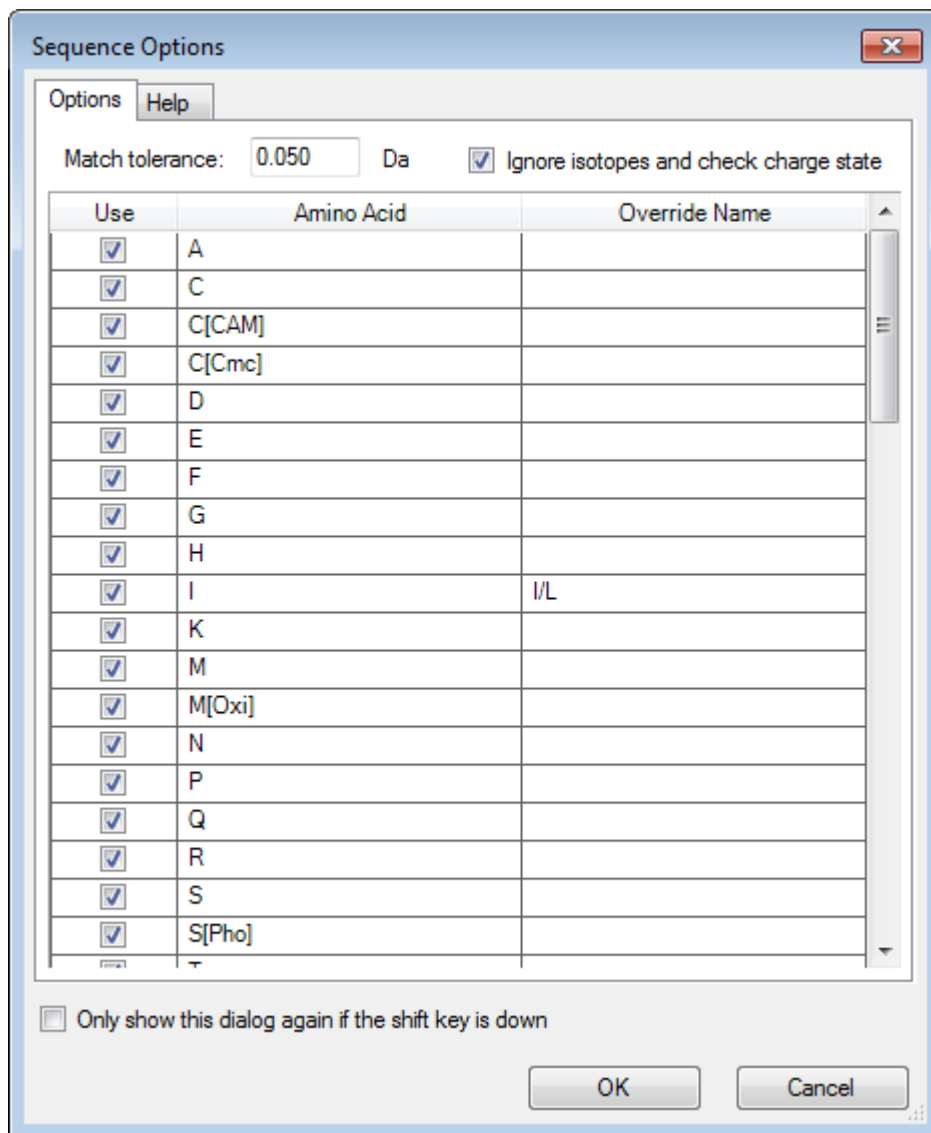 Sequence Options
Options Help
Match tolerance: 0.050 Da Ignore isotopes and check charge state
Use Amino Acid Override Name
A
C
C[CAM]
C[Cmc]
D
E
F
G
H
I I/L
K
M
M[Oxi]
N
P
Q
R
S
S[Pho]
Only show this dialog again if the shift key is down
OK Cancel